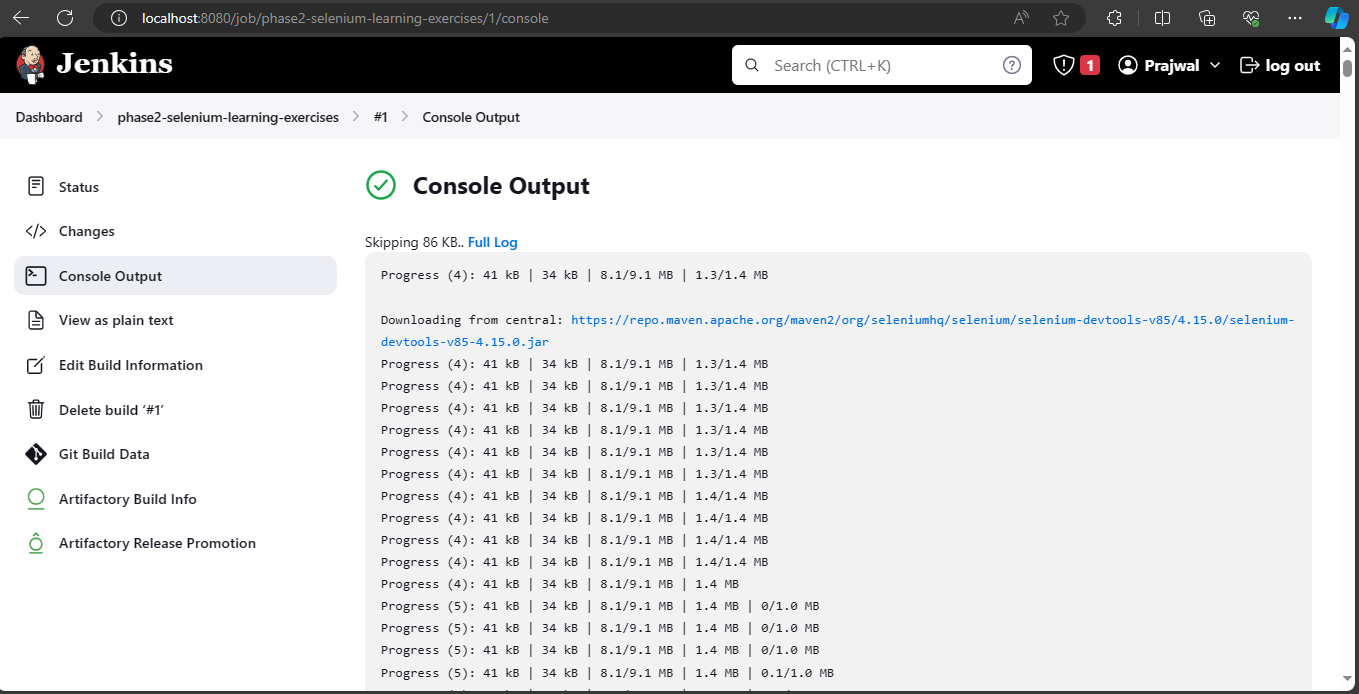 localhost:8080/job/phase2-selenium-learning-exercises/1/console
Jenkins
Search (CTRL+K)
1
Prajwal
log out
Dashboard > phase2-selenium-learning-exercises > #1 > Console Output
Status
Changes
Console Output
View as plain text
Edit Build Information
Delete build ‘#1’
Git Build Data
Artifactory Build Info
Artifactory Release Promotion
Console Output
Skipping 86 KB.. Full Log
Progress (4): 41 kB | 34 kB | 8.1/9.1 MB | 1.3/1.4 MB
Downloading from central: https://repo.maven.apache.org/maven2/org/seleniumhq/selenium/selenium-devtools-v85/4.15.0/selenium-
devtools-v85-4.15.0.jar
Progress (4): 41 kB | 34 kB | 8.1/9.1 MB | 1.3/1.4 MB
Progress (4): 41 kB | 34 kB | 8.1/9.1 MB | 1.3/1.4 MB
Progress (4): 41 kB | 34 kB | 8.1/9.1 MB | 1.3/1.4 MB
Progress (4): 41 kB | 34 kB | 8.1/9.1 MB | 1.3/1.4 MB
Progress (4): 41 kB | 34 kB | 8.1/9.1 MB | 1.3/1.4 MB
Progress (4): 41 kB | 34 kB | 8.1/9.1 MB | 1.3/1.4 MB
Progress (4): 41 kB | 34 kB | 8.1/9.1 MB | 1.4/1.4 MB
Progress (4): 41 kB | 34 kB | 8.1/9.1 MB | 1.4/1.4 MB
Progress (4): 41 kB | 34 kB | 8.1/9.1 MB | 1.4/1.4 MB
Progress (4): 41 kB | 34 kB | 8.1/9.1 MB | 1.4/1.4 MB
Progress (4): 41 kB | 34 kB | 8.1/9.1 MB | 1.4 MB
Progress (5): 41 kB | 34 kB | 8.1/9.1 MB | 1.4 MB | 0/1.0 MB
Progress (5): 41 kB | 34 kB | 8.1/9.1 MB | 1.4 MB | 0/1.0 MB
Progress (5): 41 kB | 34 kB | 8.1/9.1 MB | 1.4 MB | 0/1.0 MB
Progress (5): 41 kB | 34 kB | 8.1/9.1 MB | 1.4 MB | 0.1/1.0 MB